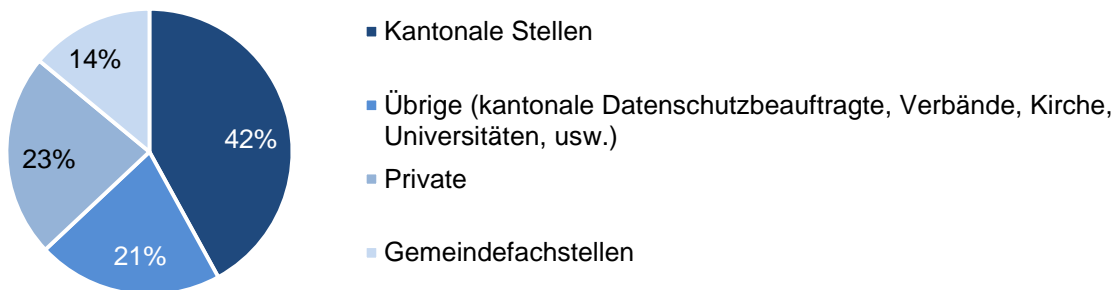 Kantonale Stellen
Übrige (kantonale Datenschutzbeauftragte, Verbände, Kirche,
Universitäten, usw.)
Private
Gemeindefachstellen
14%
42%
23%
21%